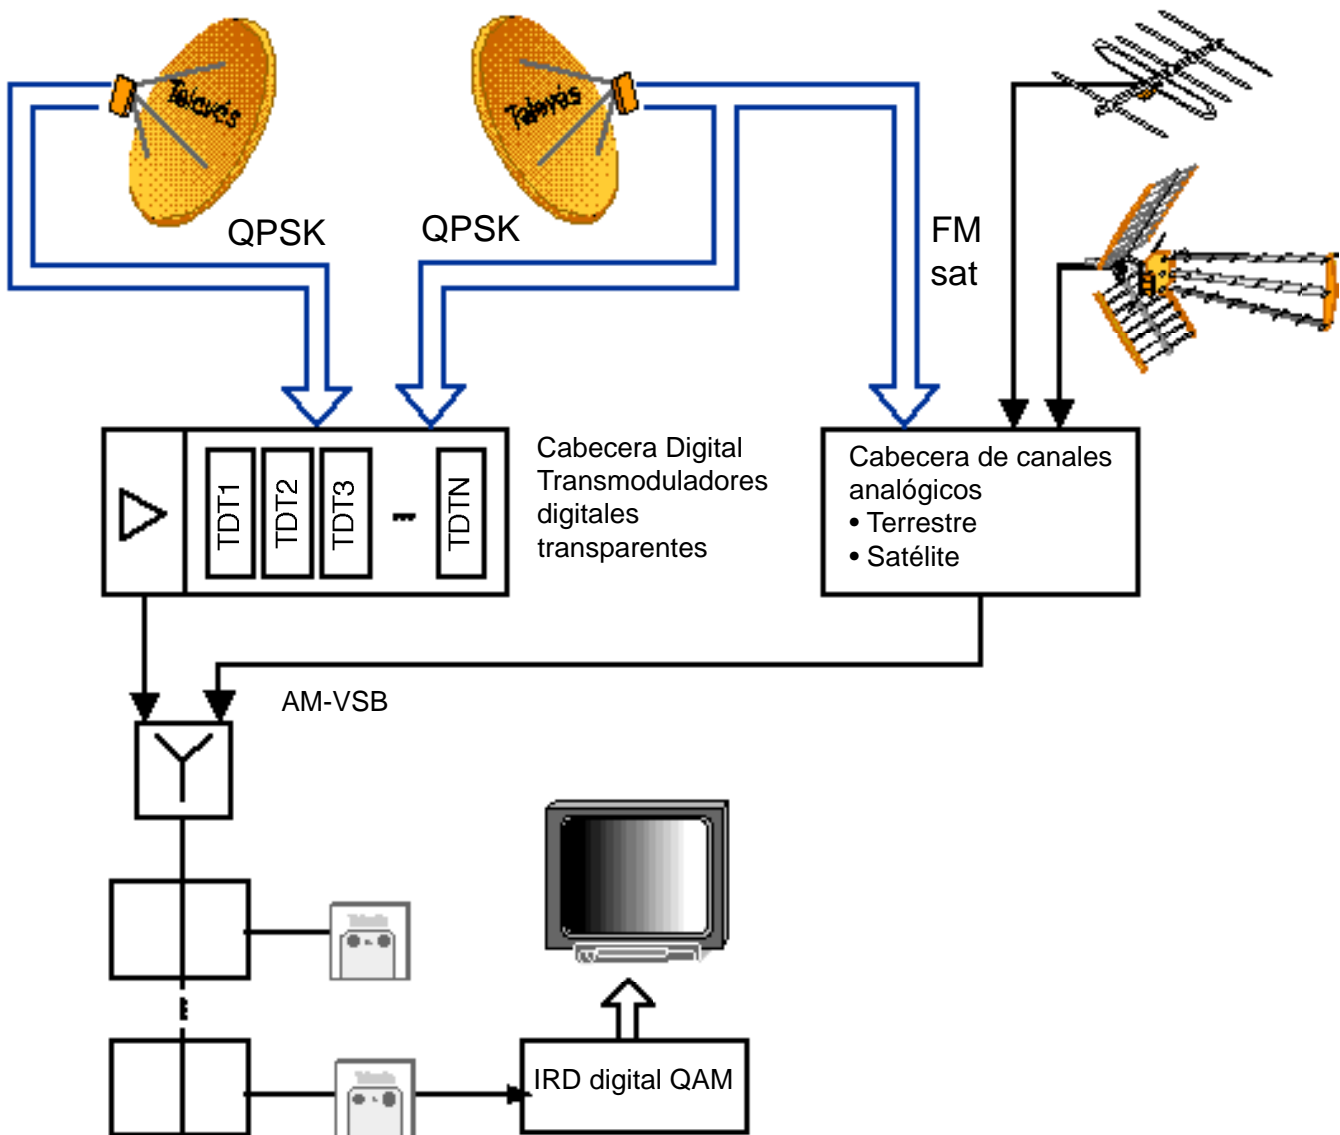 Televés
Televés
QPSK
QPSK
FM
sat
TDT1
TDT2
TDT3
TDTN
Cabecera Digital
Transmoduladores
digitales
transparentes
Cabecera de canales
analógicos
• Terrestre
• Satélite
AM-VSB
IRD digital QAM